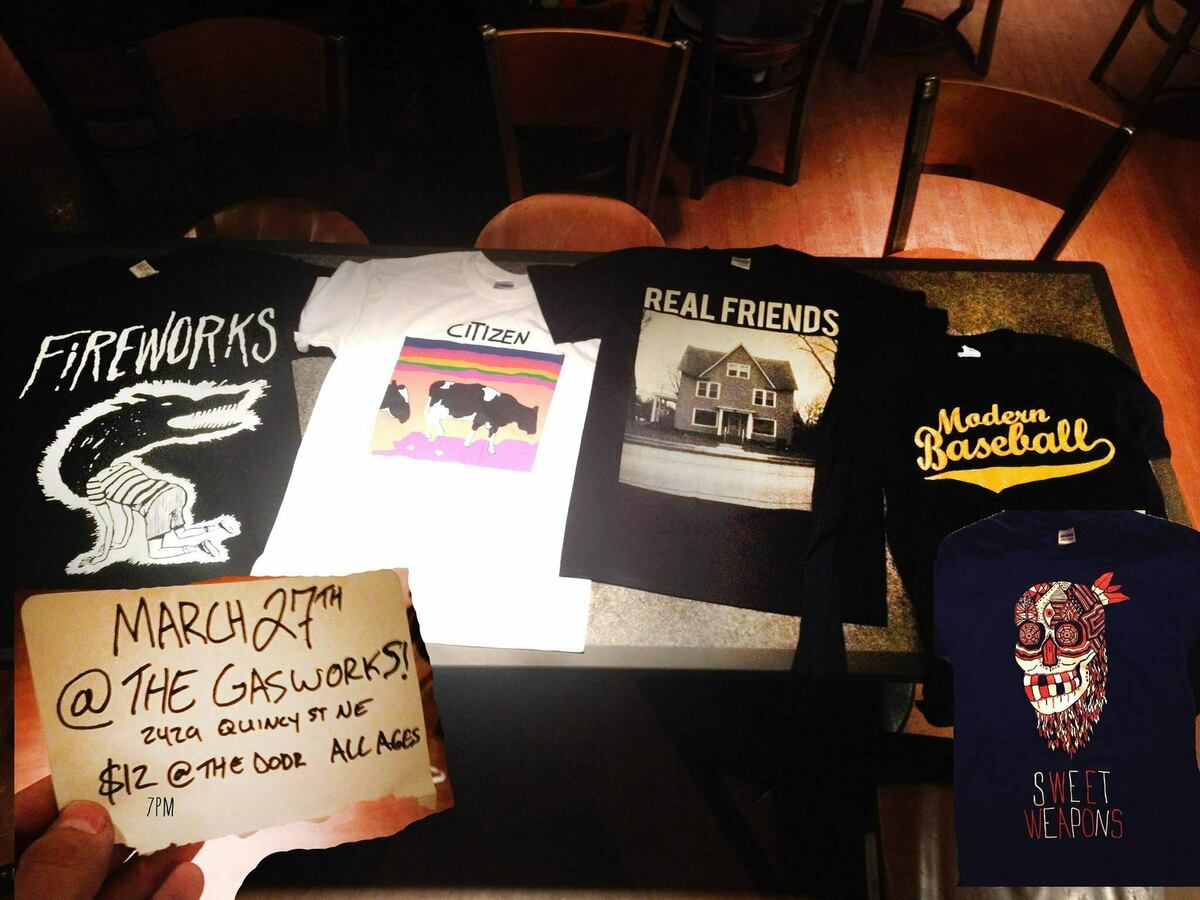 FIREWORKS
CITIZEN
REAL FRIENDS
Modern
Baseball
MARCH 27TH
@ THE GASWORKS!
2429 QUINCY ST NE
$12 @ THE DOOR ALL AGES
7PM
SWEET
WEAPONS